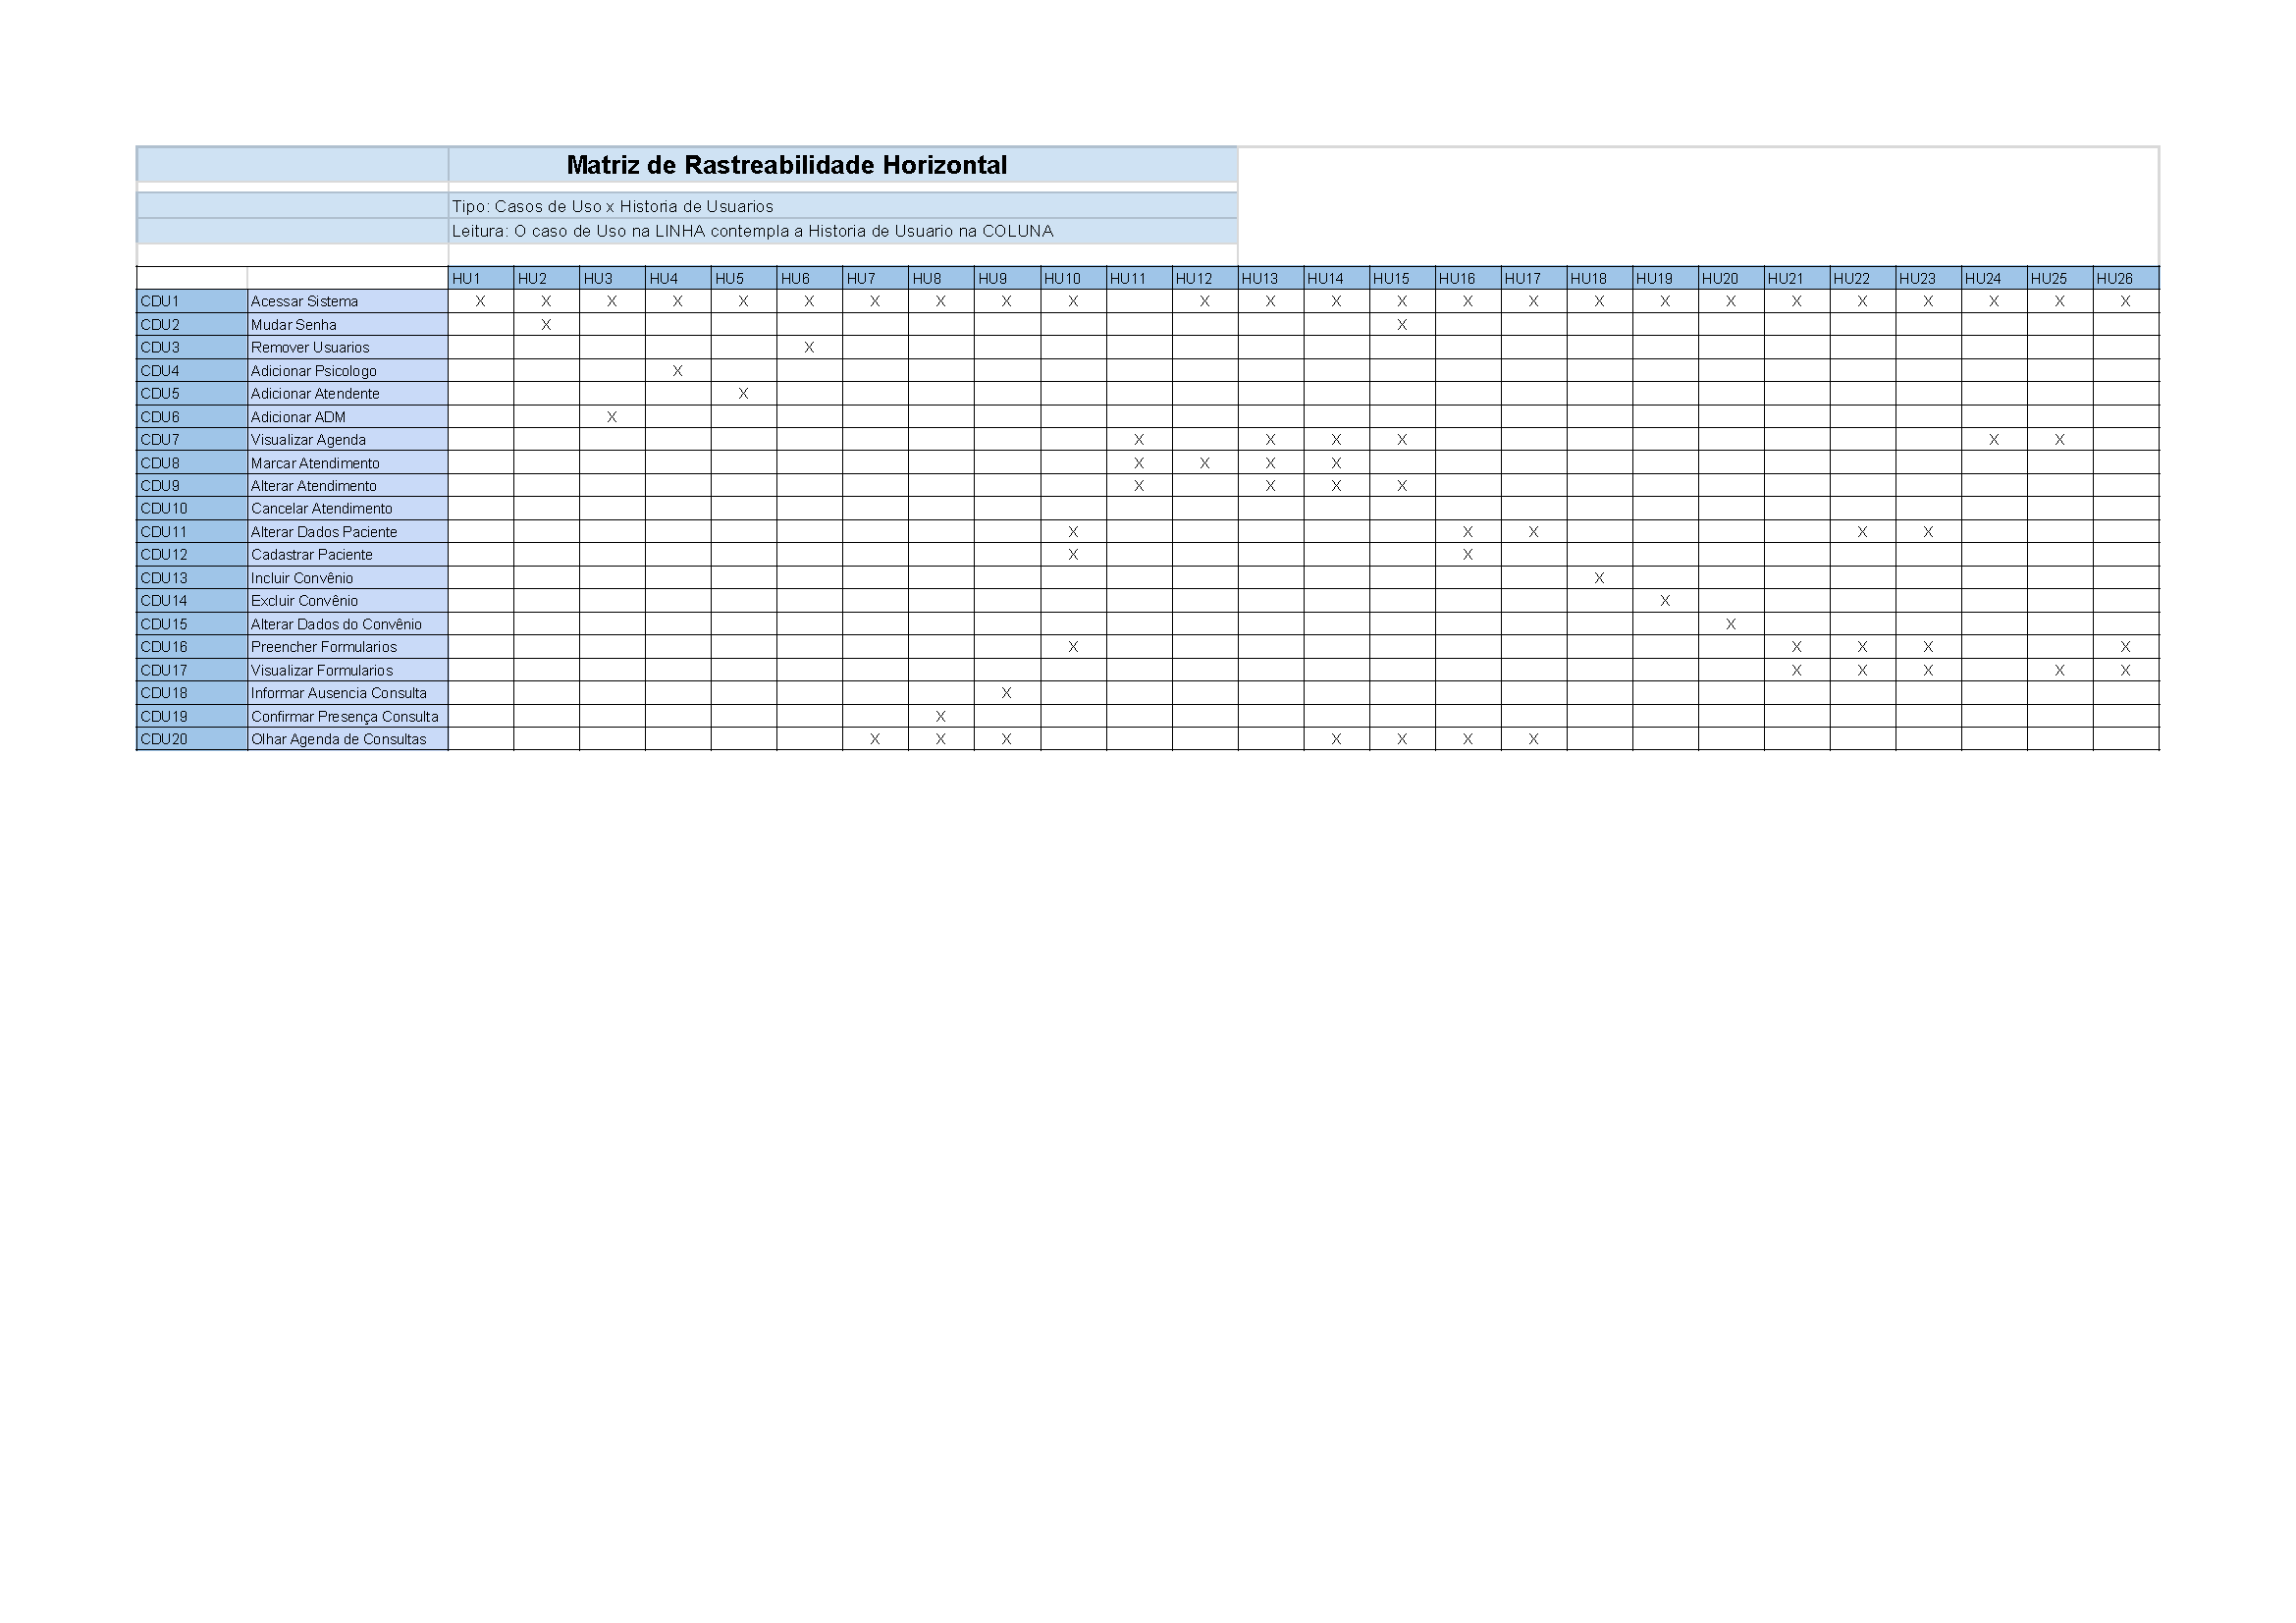 Matriz de Rastreabilidade Horizontal
Tipo: Casos de Uso x Historia de Usuarios
Leitura: O caso de Uso na LINHA contempla a Historia de Usuario na COLUNA
HU1 HU2 HU3 HU4 HU5 HU6 HU7 HU8 HU9 HU10 HU11 HU12 HU13 HU14 HU15 HU16 HU17 HU18 HU19 HU20 HU21 HU22 HU23 HU24 HU25 HU26
CDU1 Acessar Sistema X X X X X X X X X X X X X X X X X X X X X X X X X
CDU2 Mudar Senha X X
CDU3 Remover Usuarios X
CDU4 Adicionar Psicologo X
CDU5 Adicionar Atendente X
CDU6 Adicionar ADM X
CDU7 Visualizar Agenda X X X X X X
CDU8 Marcar Atendimento X X X X
CDU9 Alterar Atendimento X X X X
CDU10 Cancelar Atendimento
CDU11 Alterar Dados Paciente X X X X X
CDU12 Cadastrar Paciente X X
CDU13 Incluir Convênio X
CDU14 Excluir Convênio X
CDU15 Alterar Dados do Convênio X
CDU16 Preencher Formularios X X X X X
CDU17 Visualizar Formularios X X X X X
CDU18 Informar Ausencia Consulta X
CDU19 Confirmar Presença Consulta X
CDU20 Olhar Agenda de Consultas X X X X X X X